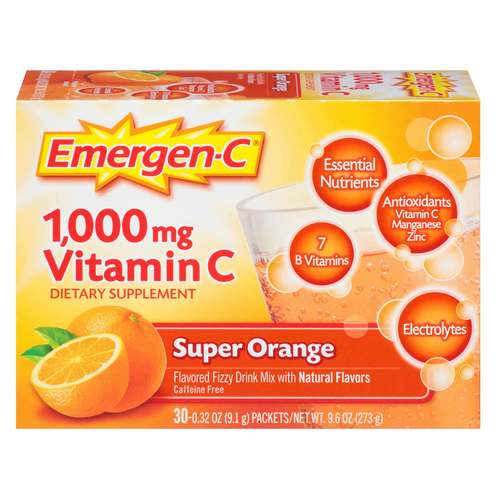 Emergen-C®
1,000 mg
Vitamin C
DIETARY SUPPLEMENT
Essential
Nutrients
Antioxidants
Vitamin C
Manganese
Zinc
7
B Vitamins
Electrolytes
Super Orange
Flavored Fizzy Drink Mix with Natural Flavors
Caffeine Free
30-0.32 OZ (9.1 g) PACKETS/NET WT. 9.6 OZ (273 g)